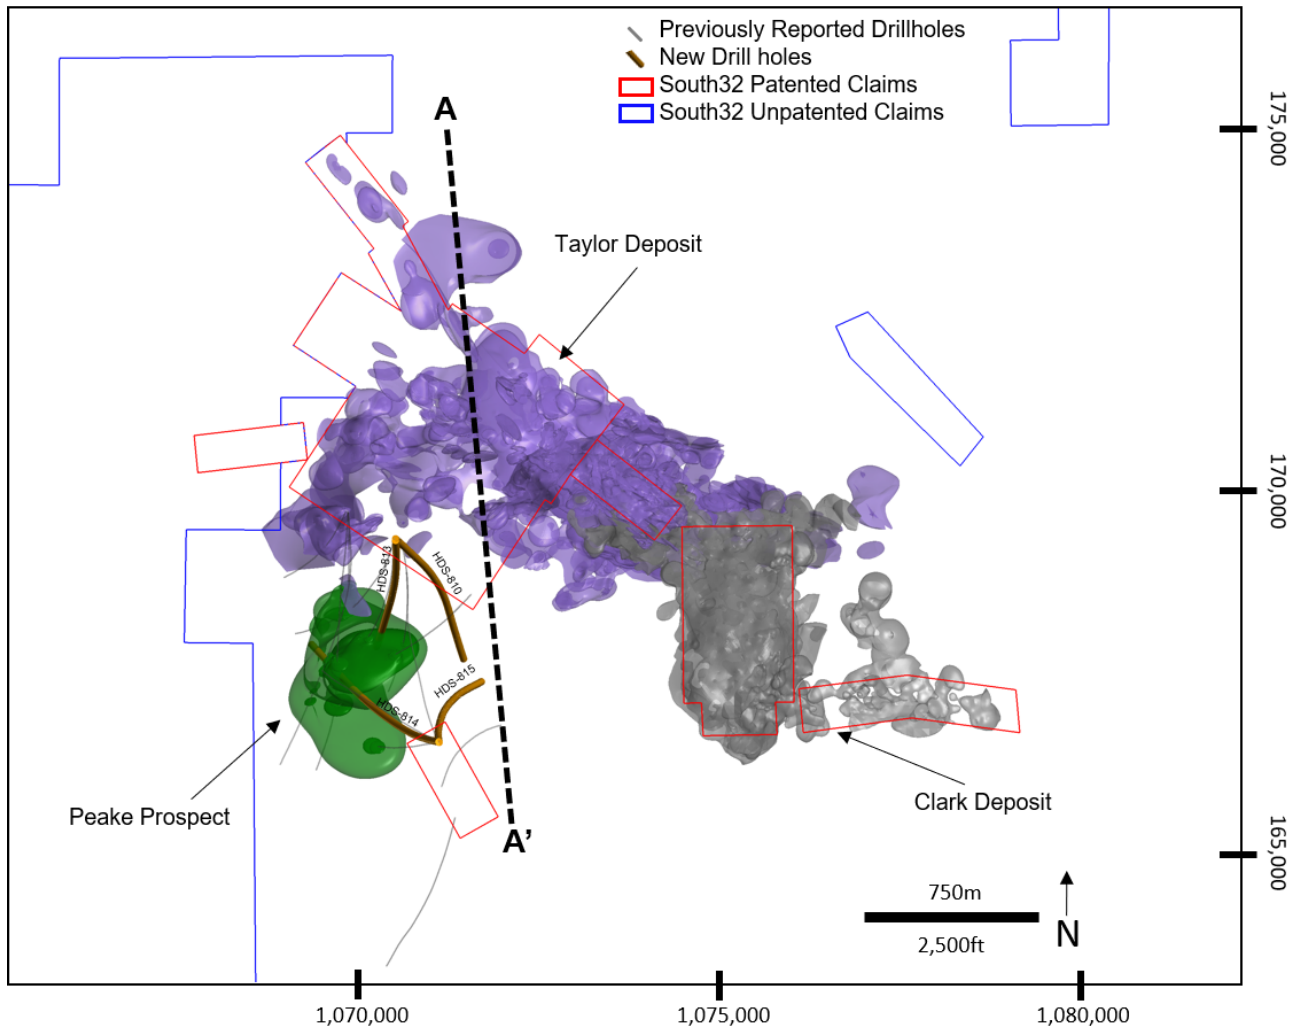 Previously Reported Drillholes
New Drill holes
South32 Patented Claims
South32 Unpatented Claims
A
175,000
Taylor Deposit
170,000
HDS-813
HDS-810
HDS-815
HDS-814
Peake Prospect
Clark Deposit
A’
165,000
750m
2,500ft
N
1,070,000
1,075,000
1,080,000